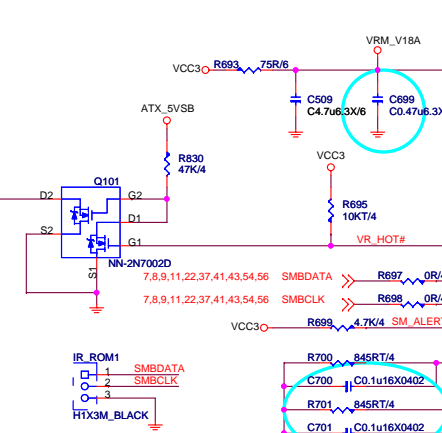 VRM_V18A
VCC3 R693 75R/6
C509
C4.7u6.3X/6
C699
C0.47u6.3X
ATX_5VSB
R830
47K/4
VCC3
R695
10KT/4
Q101
D2 G2
D1
S2
G1
VR_HOT#
NN-2N7002D
S1
7,8,9,11,22,37,41,43,54,56 SMBDATA R697 0R/4
7,8,9,11,22,37,41,43,54,56 SMBCLK R698 0R/4
VCC3 R699 4.7K/4 SM_ALERT
IR_ROM1
1 SMBDATA
2 SMBCLK
3
H1X3M_BLACK
R700 845RT/4
C700 C0.1u16X0402
R701 845RT/4
C701 C0.1u16X0402